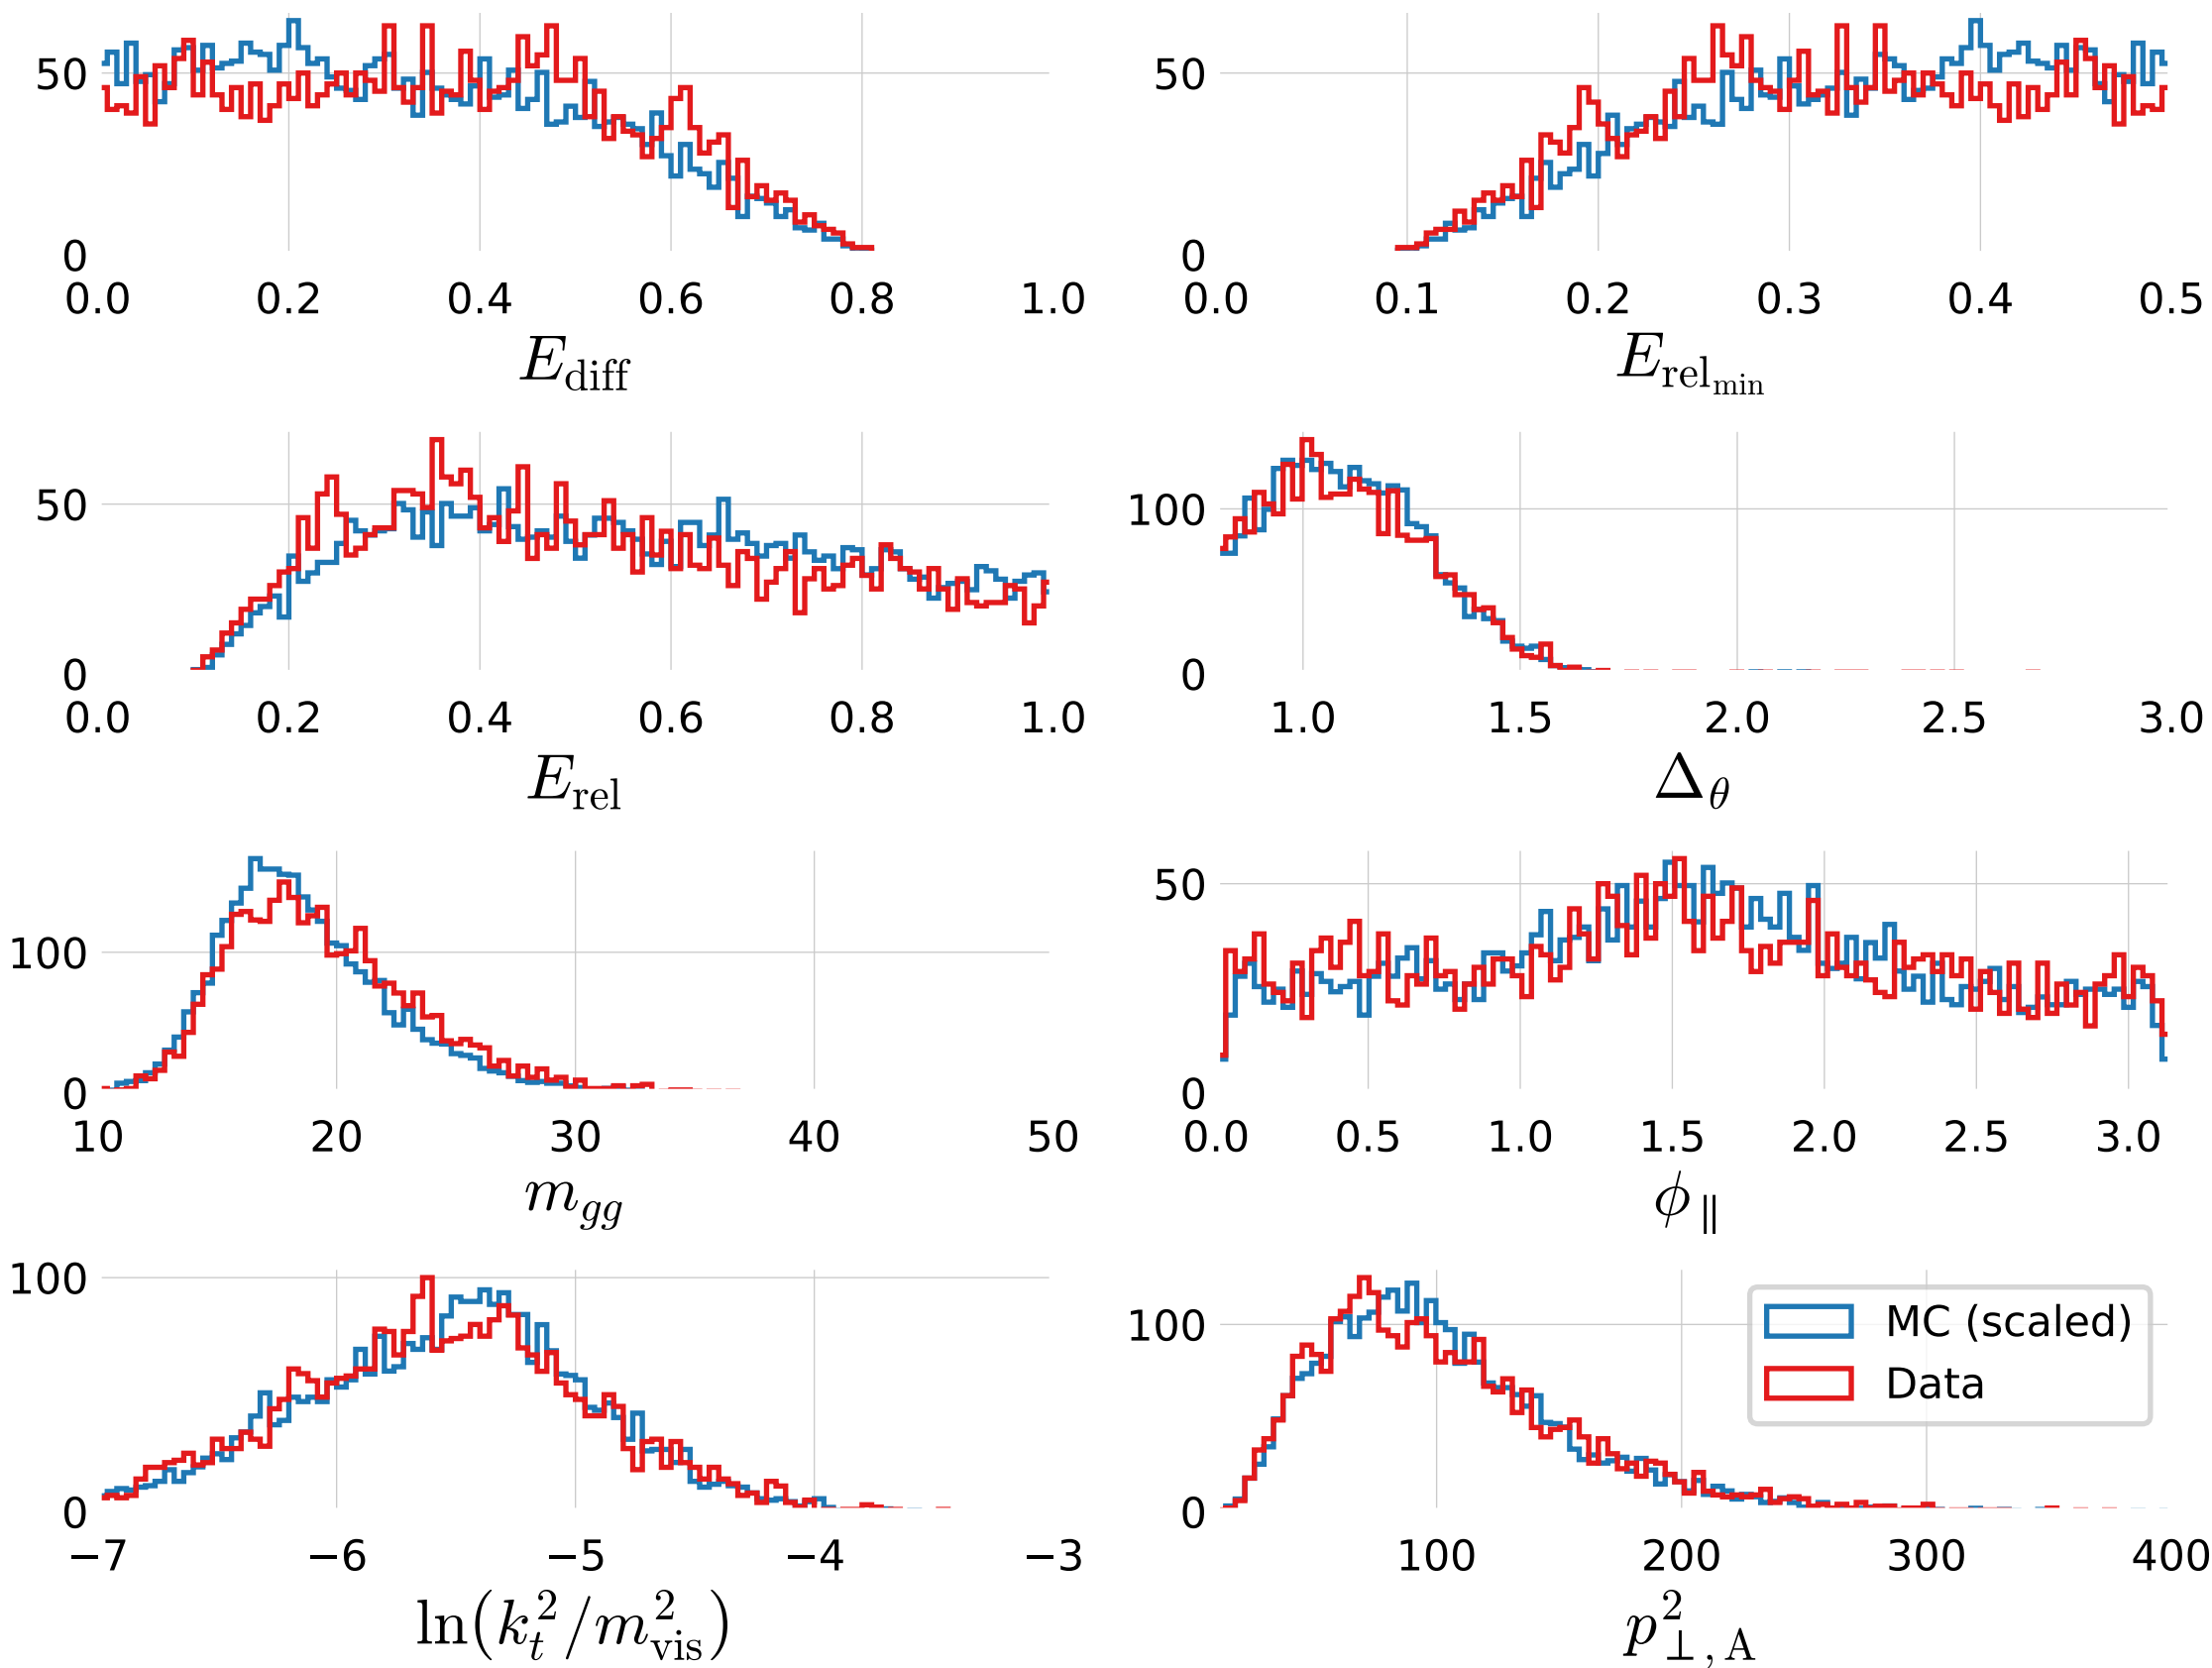 50
0
0.0 0.2 0.4 0.6 0.8 1.0
E_diff
50
0
0.0 0.1 0.2 0.3 0.4 0.5
E_rel_min
50
0
0.0 0.2 0.4 0.6 0.8 1.0
E_rel
100
0
1.0 1.5 2.0 2.5 3.0
Δ_θ
100
0
10 20 30 40 50
m_gg
50
0
0.0 0.5 1.0 1.5 2.0 2.5 3.0
ϕ_∥
100
0
−7 −6 −5 −4 −3
ln(k_t^2/m_vis^2)
100
0
100 200 300 400
p_⊥,A^2
MC (scaled)
Data